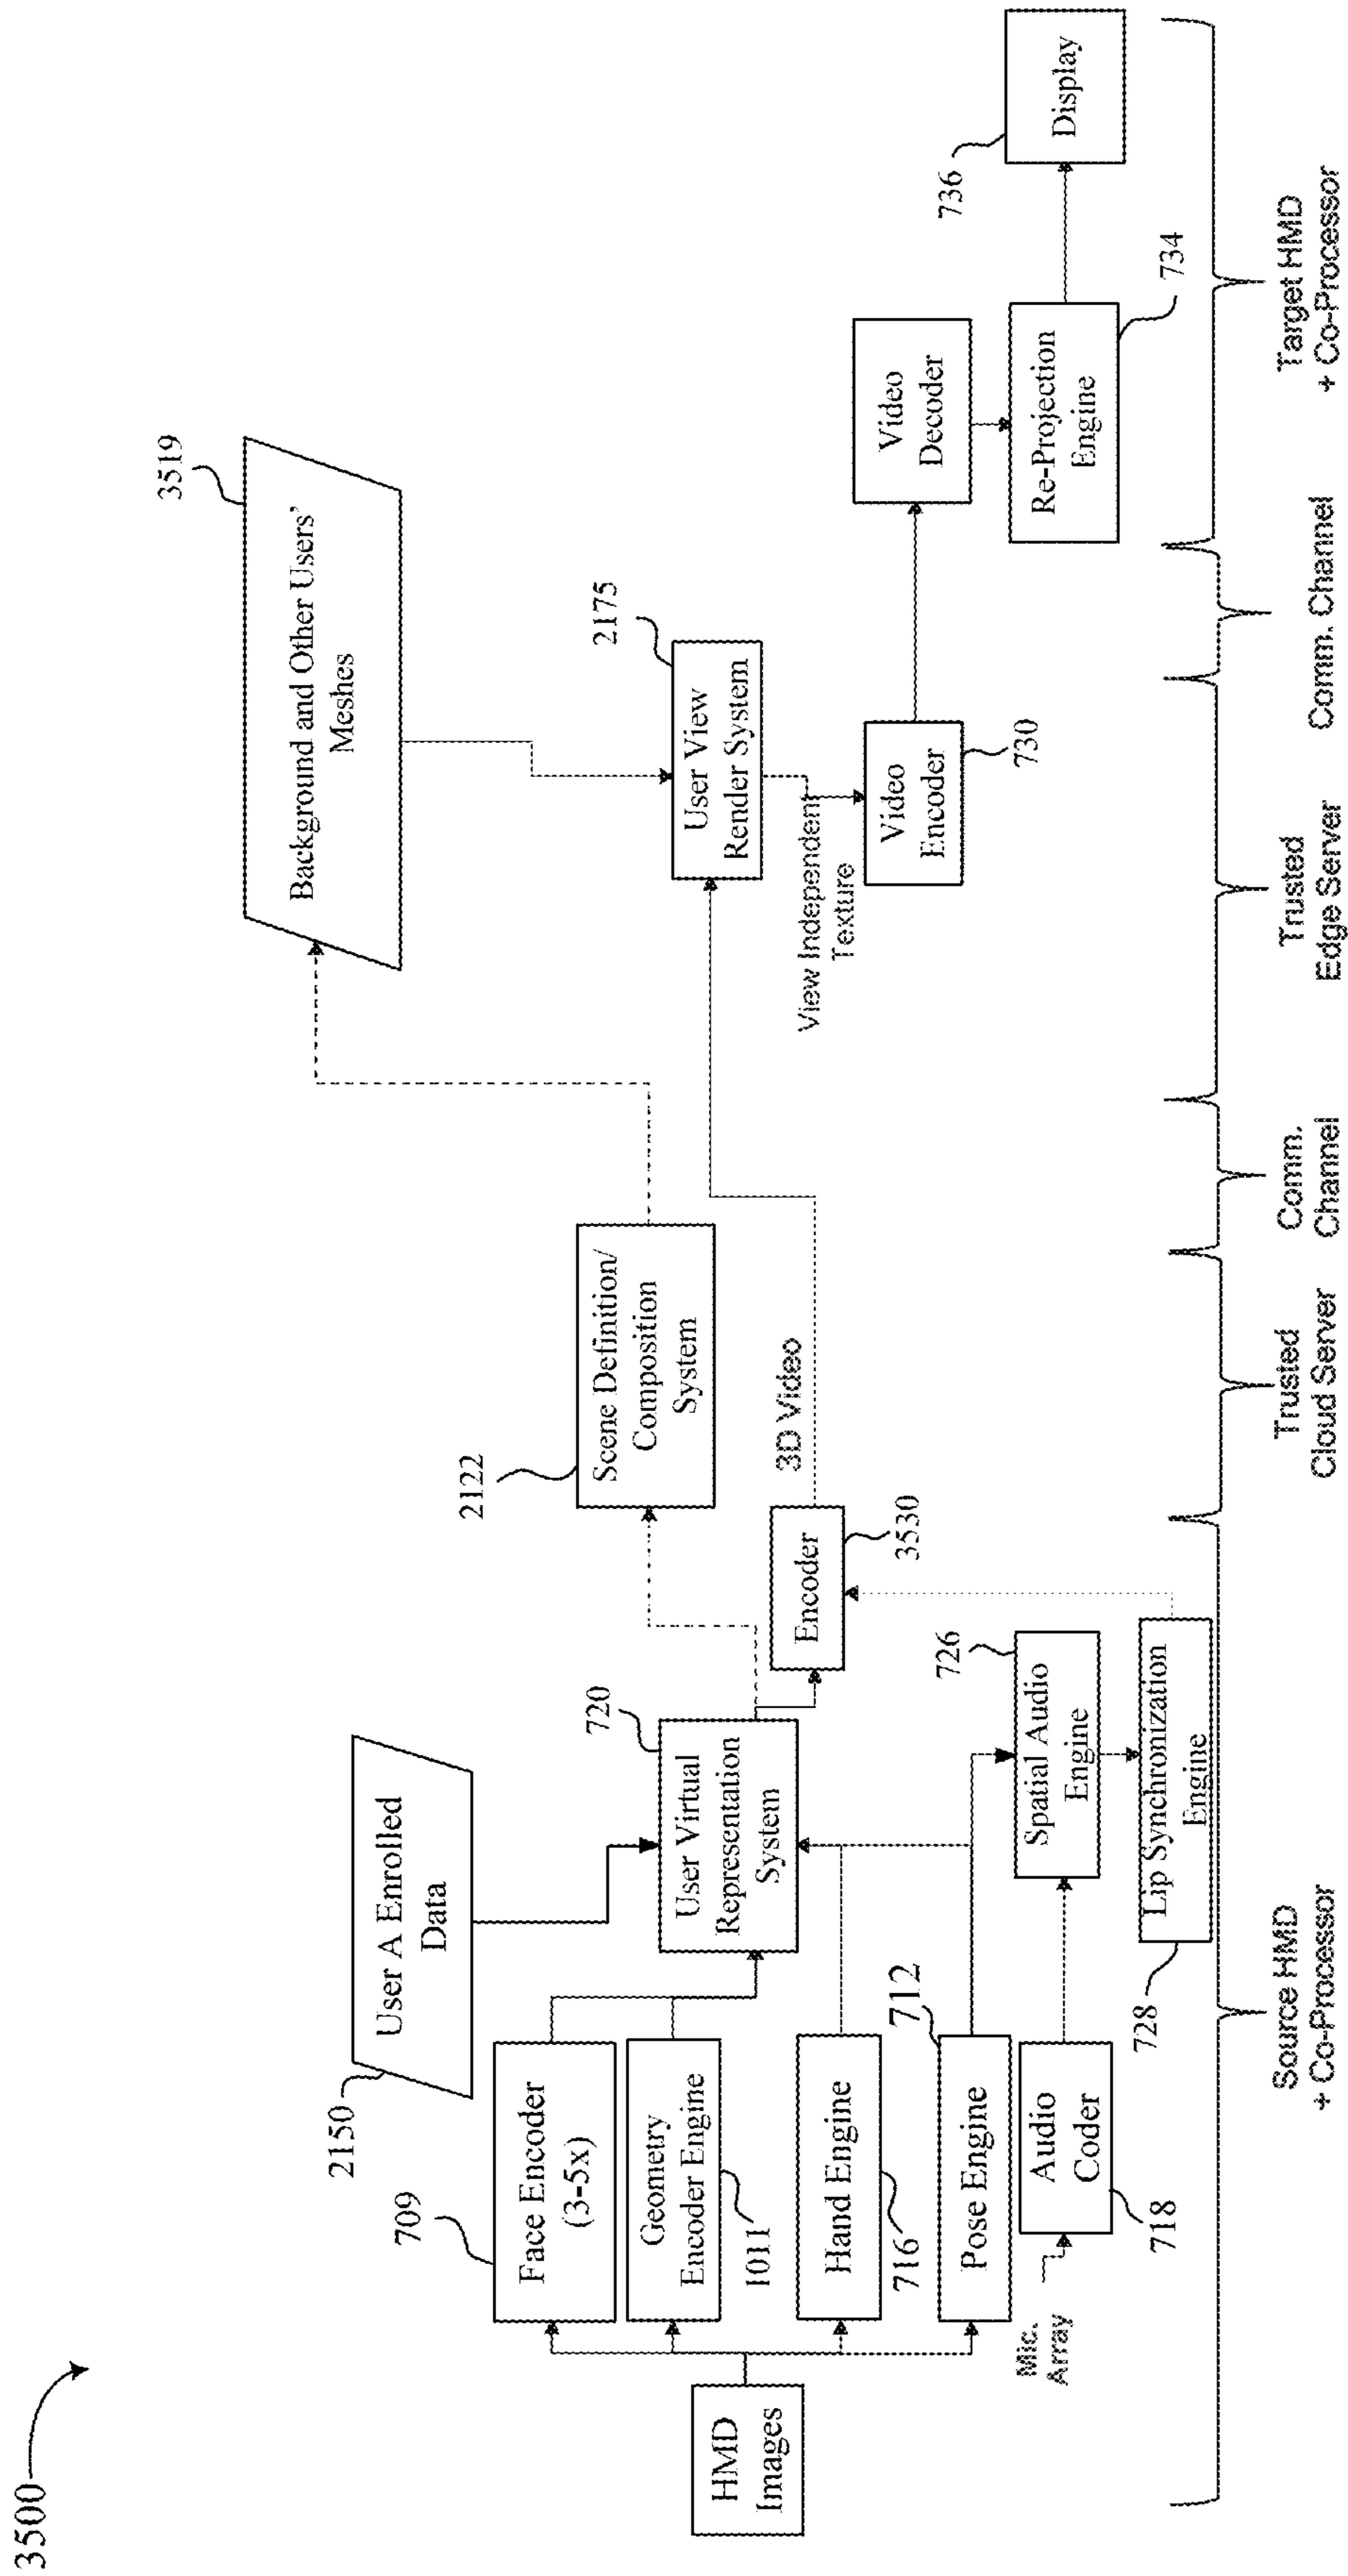 3500
2150
User A Enrolled
Data
709
Face Encoder
(3-5x)
Geometry
Encoder Engine
1011
HMD
Images
Hand Engine
716
712
Pose Engine
Mic.
Array
Audio
Coder
718
720
User Virtual
Representation
System
726
Spatial Audio
Engine
Lip Synchronization
Engine
728
Encoder
3530
3D Video
2122
Scene Definition/
Composition
System
3519
Background and Other Users'
Meshes
2175
User View
Render System
View Independent
Texture
Video
Encoder
730
Video
Decoder
Re-Projection
Engine
734
736
Display
Source HMD
+ Co-Processor
Trusted
Cloud Server
Comm.
Channel
Trusted
Edge Server
Comm. Channel
Target HMD
+ Co-Processor